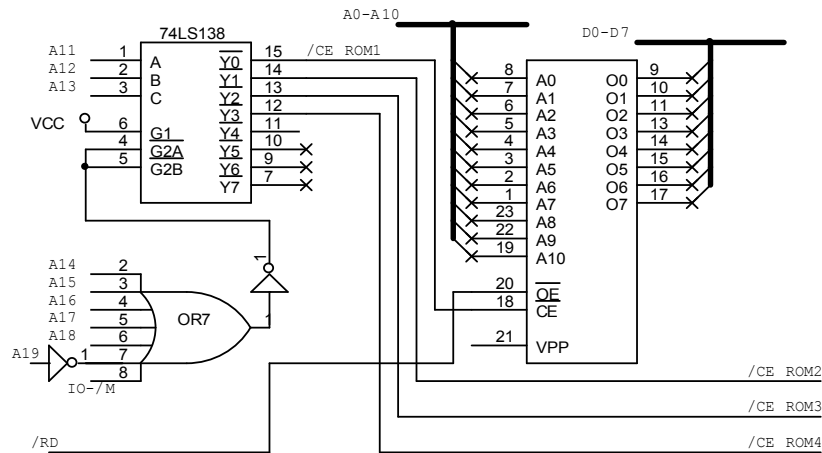 A0-A10
D0-D7
74LS138
A11 1 A Y0 15 /CE ROM1
A12 2 B Y1 14
A13 3 C Y2 13
Y3 12
VCC 6 G1 Y4 11
4 G2A Y5 10
5 G2B Y6 9
Y7 7
8 A0 O0 9
7 A1 O1 10
6 A2 O2 11
5 A3 O3 13
4 A4 O4 14
3 A5 O5 15
2 A6 O6 16
1 A7 O7 17
23 A8
22 A9
19 A10
20 OE
18 CE
21 VPP
1
A14 2
A15 3
A16 4
A17 5
A18 6
A19 1 7
IO-/M 8
OR7
1
/CE ROM2
/CE ROM3
/RD
/CE ROM4